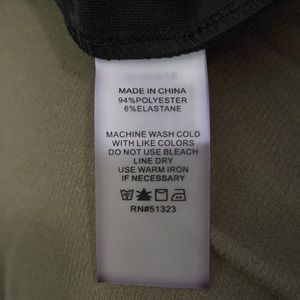 MADE IN CHINA
94%POLYESTER
6%ELASTANE
MACHINE WASH COLD
WITH LIKE COLORS
DO NOT USE BLEACH
LINE DRY
USE WARM IRON
IF NECESSARY
RN#51323